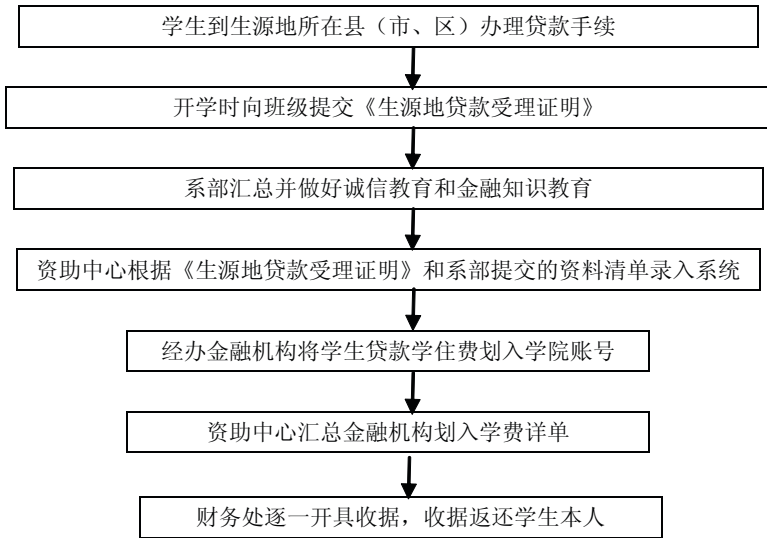 学生到生源地所在县（市、区）办理贷款手续
开学时向班级提交《生源地贷款受理证明》
系部汇总并做好诚信教育和金融知识教育
资助中心根据《生源地贷款受理证明》和系部提交的资料清单录入系统
经办金融机构将学生贷款学住费划入学院账号
资助中心汇总金融机构划入学费详单
财务处逐一开具收据，收据返还学生本人